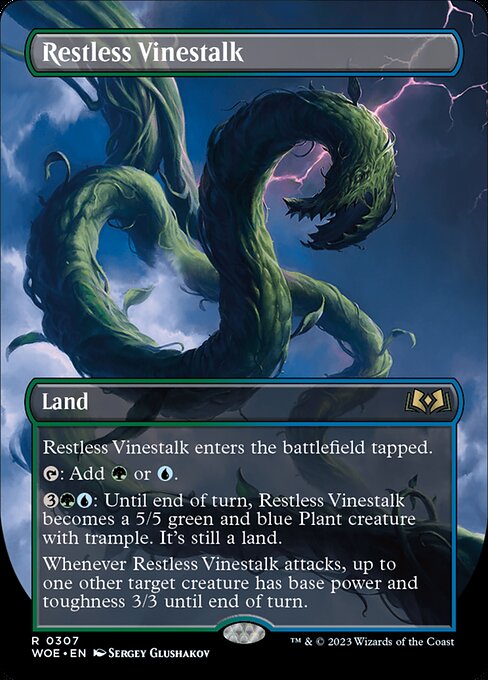 Restless Vinestalk
Land
Restless Vinestalk enters the battlefield tapped.
: Add or .
3: Until end of turn, Restless Vinestalk
becomes a 5/5 green and blue Plant creature
with trample. It's still a land.
Whenever Restless Vinestalk attacks, up to
one other target creature has base power and
toughness 3/3 until end of turn.
R 0307
WOE • EN Sergey Glushakov
™ & © 2023 Wizards of the Coast